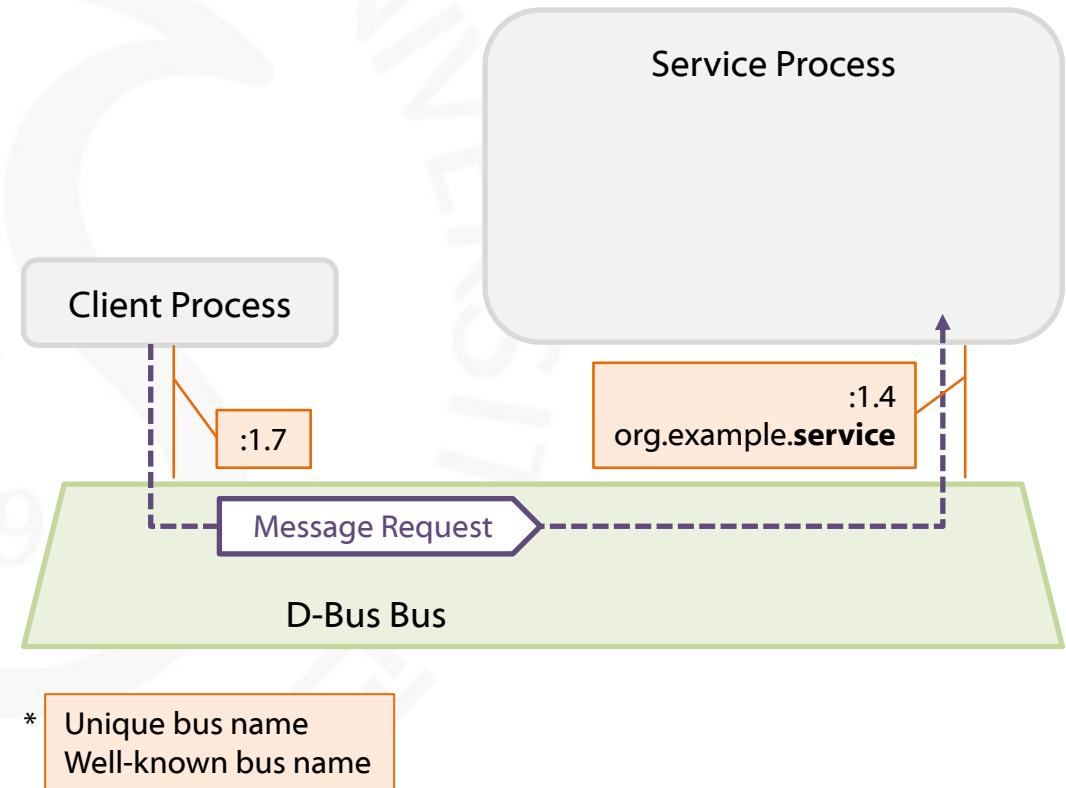 Service Process
Client Process
:1.7
:1.4
org.example.service
Message Request
D-Bus Bus
* Unique bus name
Well-known bus name